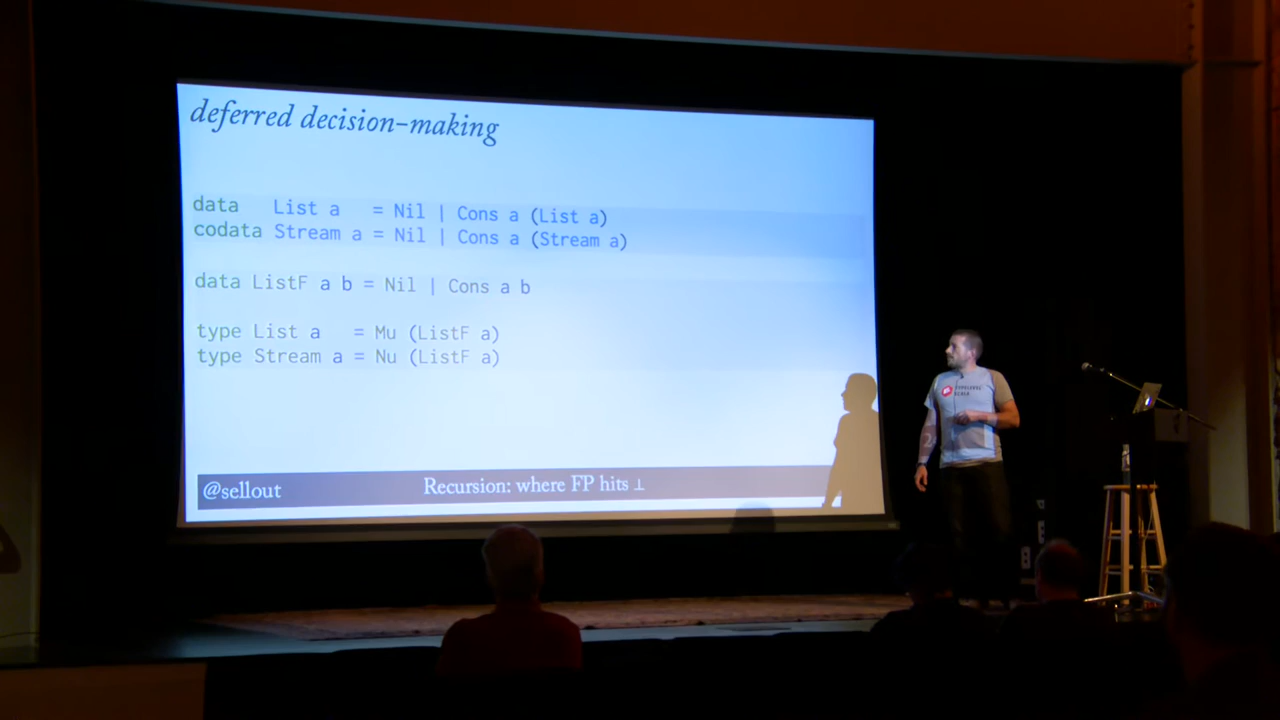 deferred decision-making
data   List a   = Nil | Cons a (List a)
codata Stream a = Nil | Cons a (Stream a)
data ListF a b = Nil | Cons a b
type List a   = Mu (ListF a)
type Stream a = Nu (ListF a)
@sellout
Recursion: where FP hits ⊥